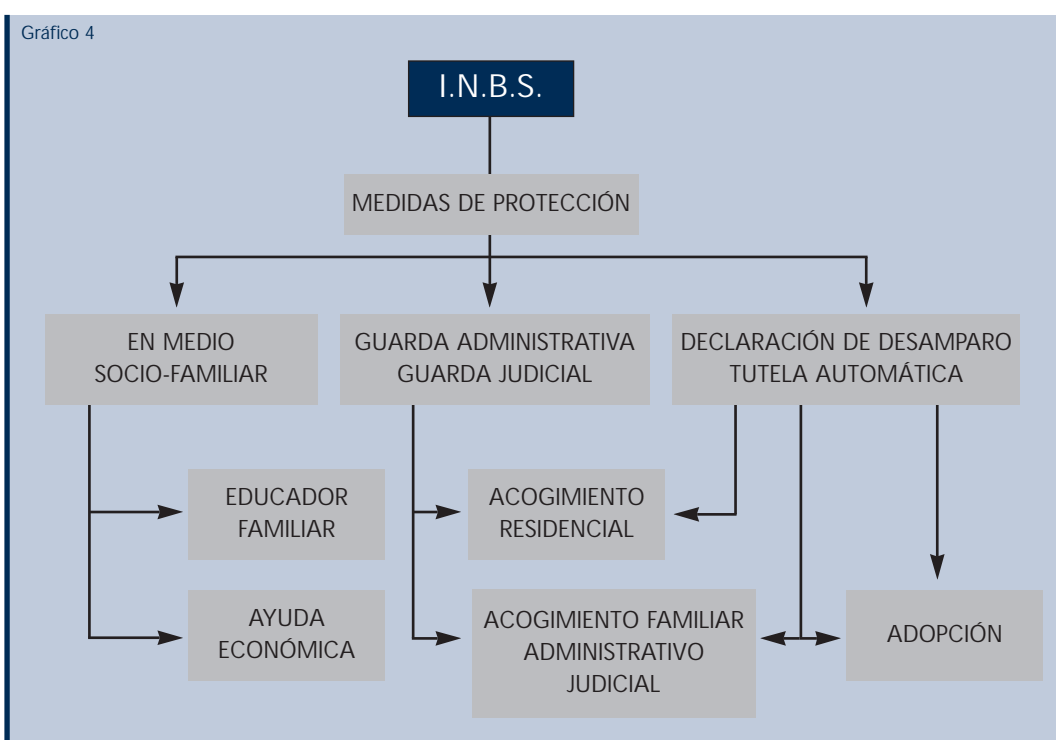 Gráfico 4
I.N.B.S.
MEDIDAS DE PROTECCIÓN
EN MEDIO
SOCIO-FAMILIAR
GUARDA ADMINISTRATIVA
GUARDA JUDICIAL
DECLARACIÓN DE DESAMPARO
TUTELA AUTOMÁTICA
EDUCADOR
FAMILIAR
ACOGIMIENTO
RESIDENCIAL
AYUDA
ECONÓMICA
ACOGIMIENTO FAMILIAR
ADMINISTRATIVO
JUDICIAL
ADOPCIÓN